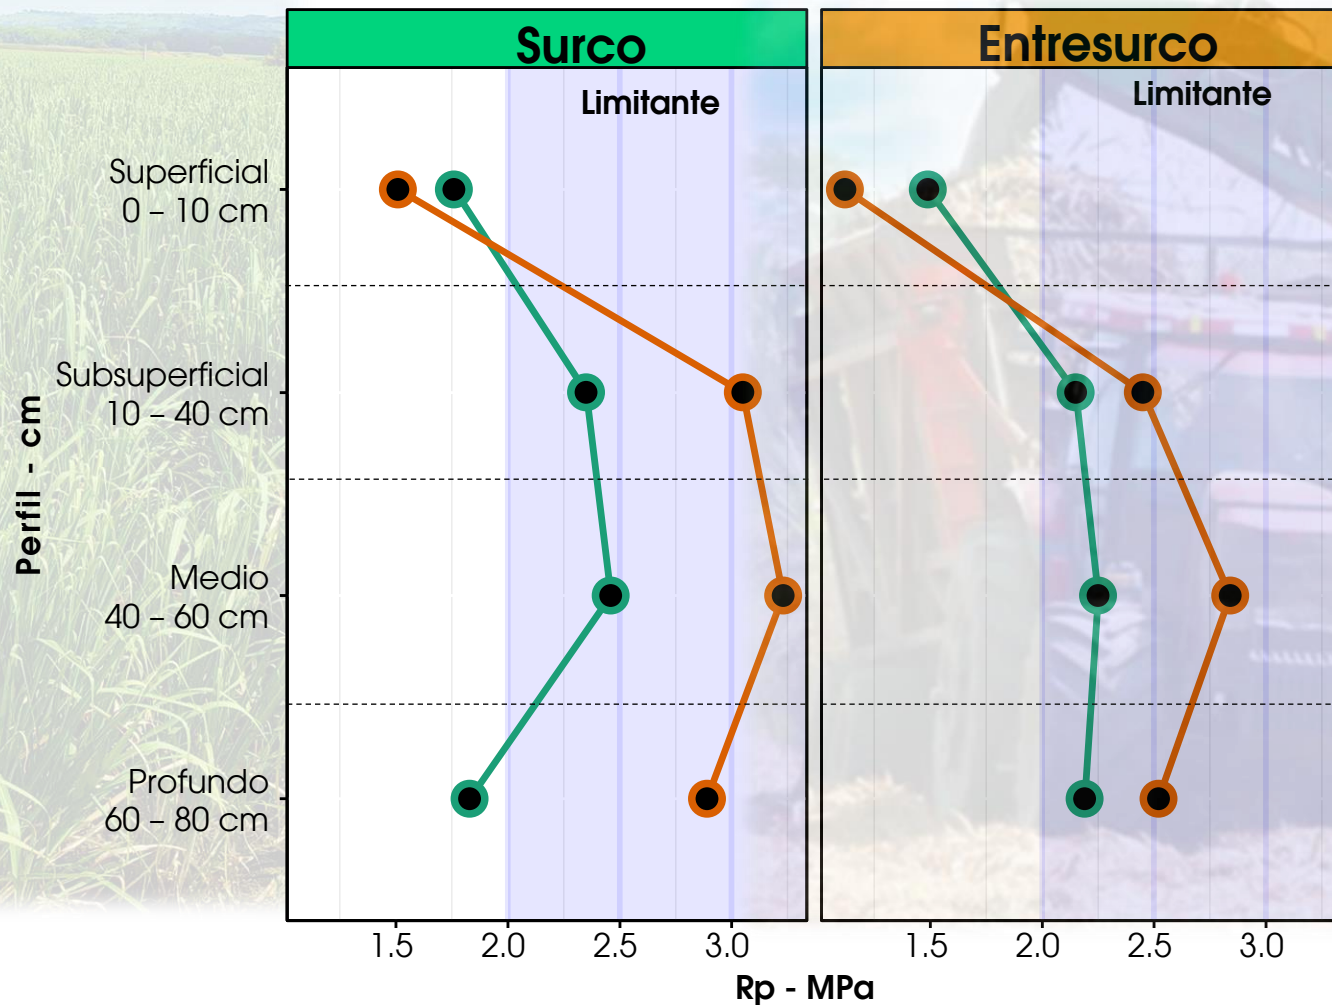 Surco
Entresurco
Limitante
Limitante
Superficial
0 – 10 cm
Subsuperficial
10 – 40 cm
Medio
40 – 60 cm
Profundo
60 – 80 cm
Perfil - cm
1.5 2.0 2.5 3.0
1.5 2.0 2.5 3.0
Rp - MPa